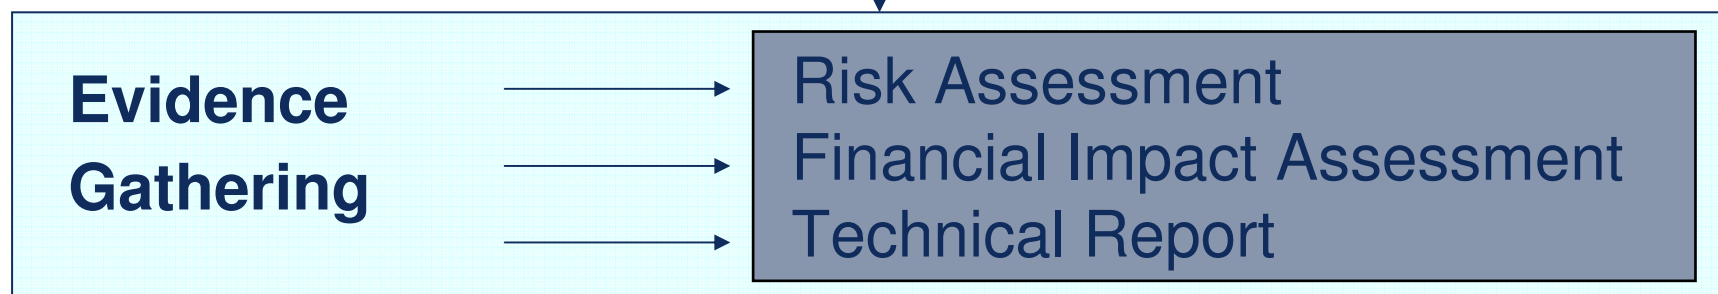 Evidence
Gathering
Risk Assessment
Financial Impact Assessment
Technical Report